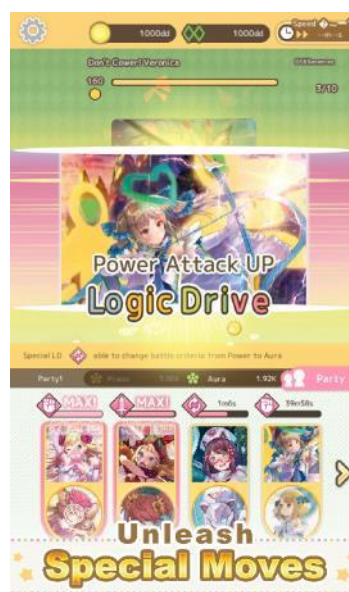 1000dd 1000dd Speed
Don't Cower! Veronica
160
3/10
Power Attack UP
Logic Drive
Special LD able to change battle criteria from Power to Aura
Party1 Power Aura 1.92K Party
MAX! MAX! 1m6s 39m58s
Unleash
Special Moves